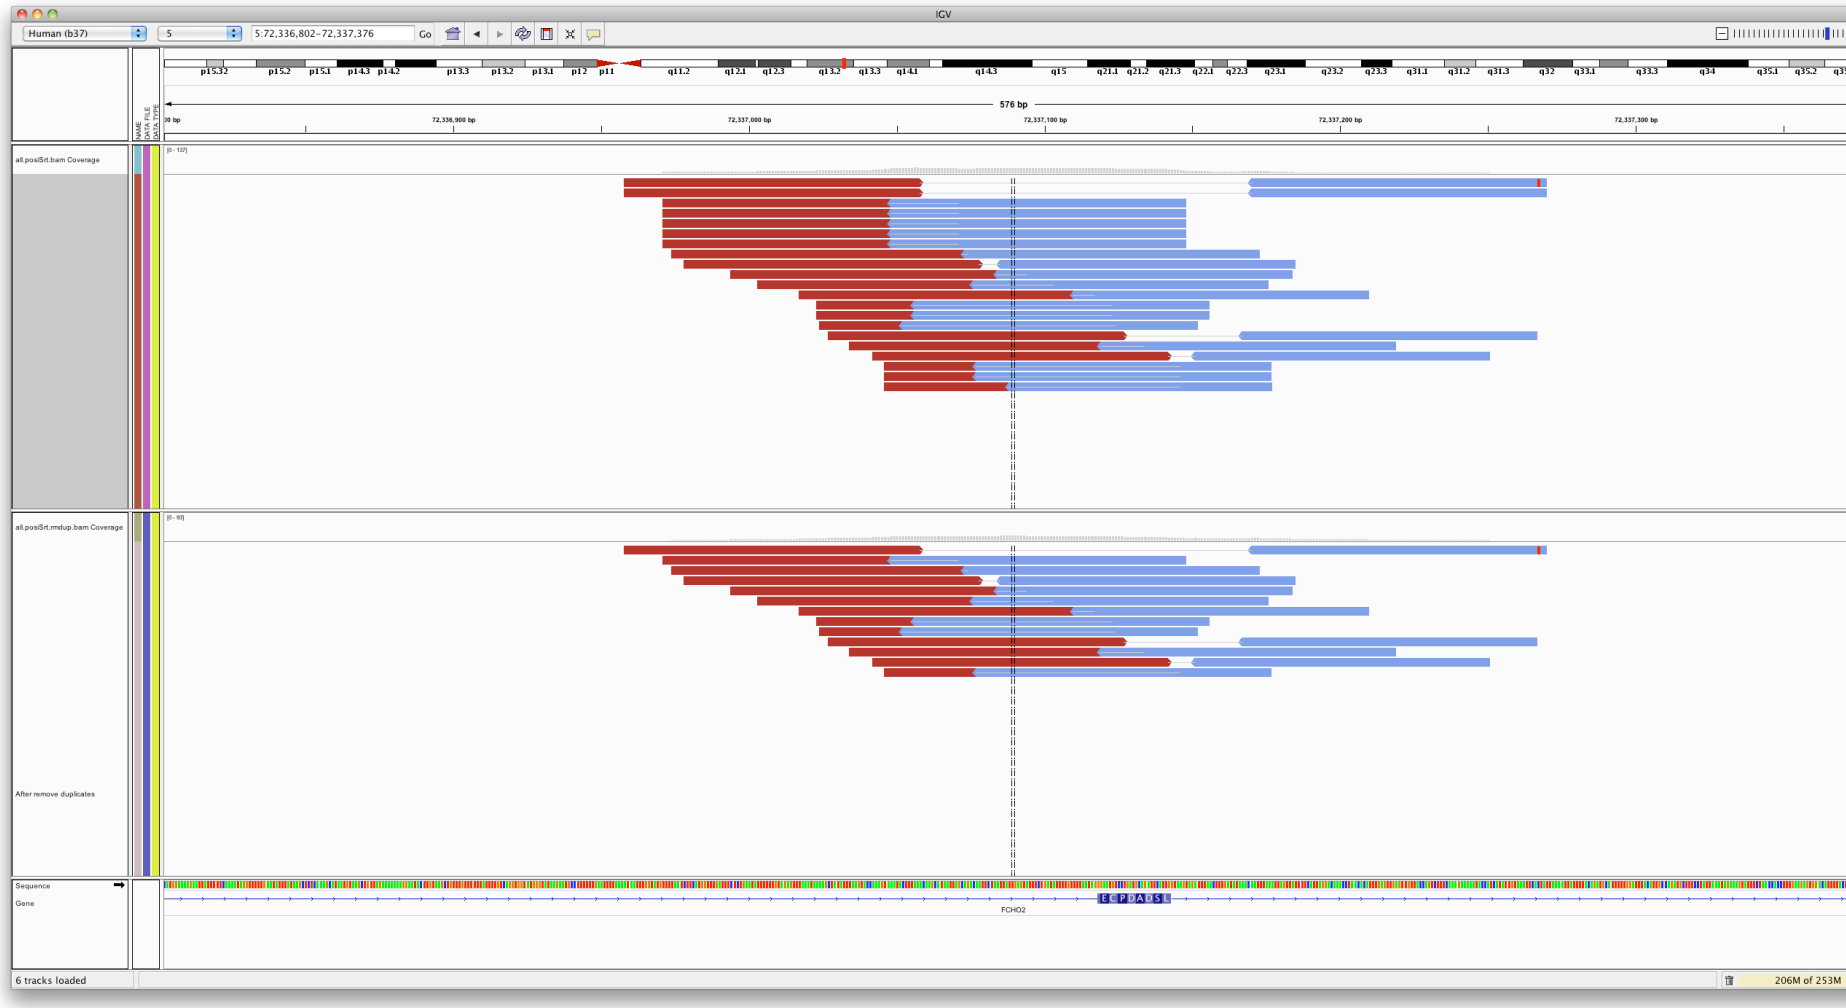 IGV
Human (b37) 5 5:72,336,802-72,337,376 Go
p15.32 p15.2 p15.1 p14.3 p14.2 p13.3 p13.2 p13.1 p12 p11 q11.2 q12.1 q12.3 q13.2 q13.3 q14.1 q14.3 q15 q21.1 q21.2 q21.3 q22.1 q22.3 q23.1 q23.2 q23.3 q31.1 q31.2 q31.3 q32 q33.1 q33.3 q34 q35.1 q35.2 q35
576 bp
NAME
DATA FILE
DATA TYPE
00 bp 72,336,900 bp 72,337,000 bp 72,337,100 bp 72,337,200 bp 72,337,300 bp
[0 - 137]
all.posiSrt.bam Coverage
[0 - 93]
all.posiSrt.rmdup.bam Coverage
After remove duplicates
Sequence
Gene
E C P D A D S L
FCHO2
6 tracks loaded
206M of 253M